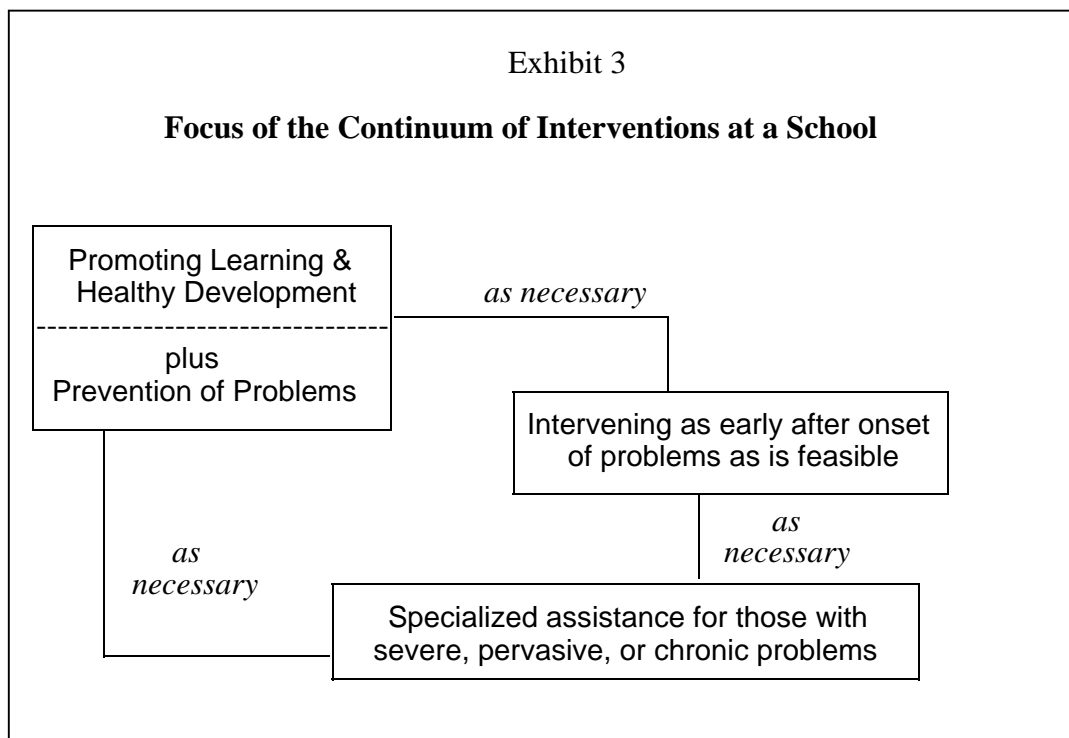 Exhibit 3
Focus of the Continuum of Interventions at a School
Promoting Learning &
Healthy Development
plus
Prevention of Problems
as necessary
Intervening as early after onset
of problems as is feasible
as
necessary
as
necessary
Specialized assistance for those with
severe, pervasive, or chronic problems